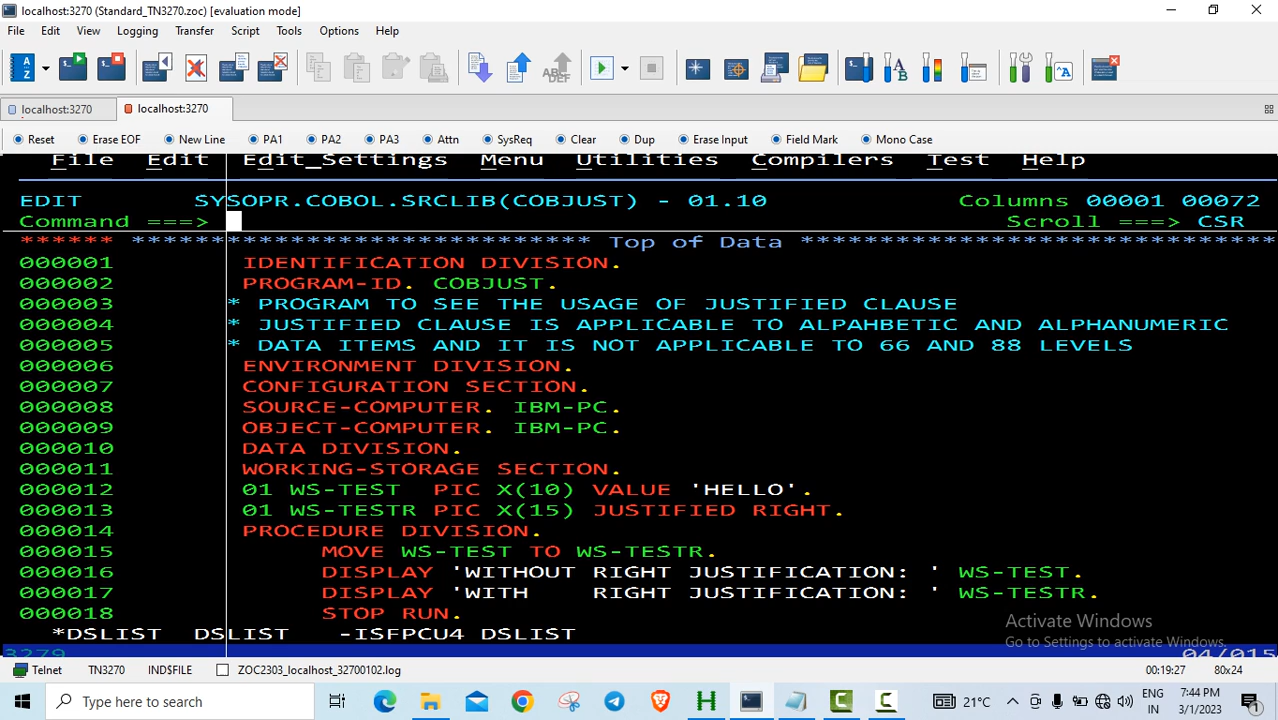 localhost:3270 (Standard_TN3270.zoc) [evaluation mode]
File Edit View Logging Transfer Script Tools Options Help
localhost:3270 localhost:3270
Reset Erase EOF New Line PA1 PA2 PA3 Attn SysReq Clear Dup Erase Input Field Mark Mono Case
File Edit Edit_Settings Menu Utilities Compilers Test Help
EDIT SYSOPR.COBOL.SRCLIB(COBJUST) - 01.10 Columns 00001 00072
Command ===> Scroll ===> CSR
****** **************************** Top of Data ****************************
000001 IDENTIFICATION DIVISION.
000002 PROGRAM-ID. COBJUST.
000003 * PROGRAM TO SEE THE USAGE OF JUSTIFIED CLAUSE
000004 * JUSTIFIED CLAUSE IS APPLICABLE TO ALPAHBETIC AND ALPHANUMERIC
000005 * DATA ITEMS AND IT IS NOT APPLICABLE TO 66 AND 88 LEVELS
000006 ENVIRONMENT DIVISION.
000007 CONFIGURATION SECTION.
000008 SOURCE-COMPUTER. IBM-PC.
000009 OBJECT-COMPUTER. IBM-PC.
000010 DATA DIVISION.
000011 WORKING-STORAGE SECTION.
000012 01 WS-TEST PIC X(10) VALUE 'HELLO'.
000013 01 WS-TESTR PIC X(15) JUSTIFIED RIGHT.
000014 PROCEDURE DIVISION.
000015 MOVE WS-TEST TO WS-TESTR.
000016 DISPLAY 'WITHOUT RIGHT JUSTIFICATION: ' WS-TEST.
000017 DISPLAY 'WITH RIGHT JUSTIFICATION: ' WS-TESTR.
000018 STOP RUN.
*DSLIST DSLIST -ISFPCU4 DSLIST
Activate Windows
Go to Settings to activate Windows.
3279 04/015
Telnet TN3270 IND$FILE ZOC2303_localhost_32700102.log 00:19:27 80x24
Type here to search
21°C
ENG
IN
7:44 PM
3/1/2023